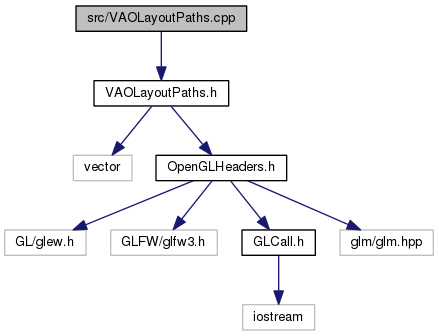 src/VAOLayoutPaths.cpp
VAOLayoutPaths.h
vector
OpenGLHeaders.h
GL/glew.h
GLFW/glfw3.h
GLCall.h
glm/glm.hpp
iostream